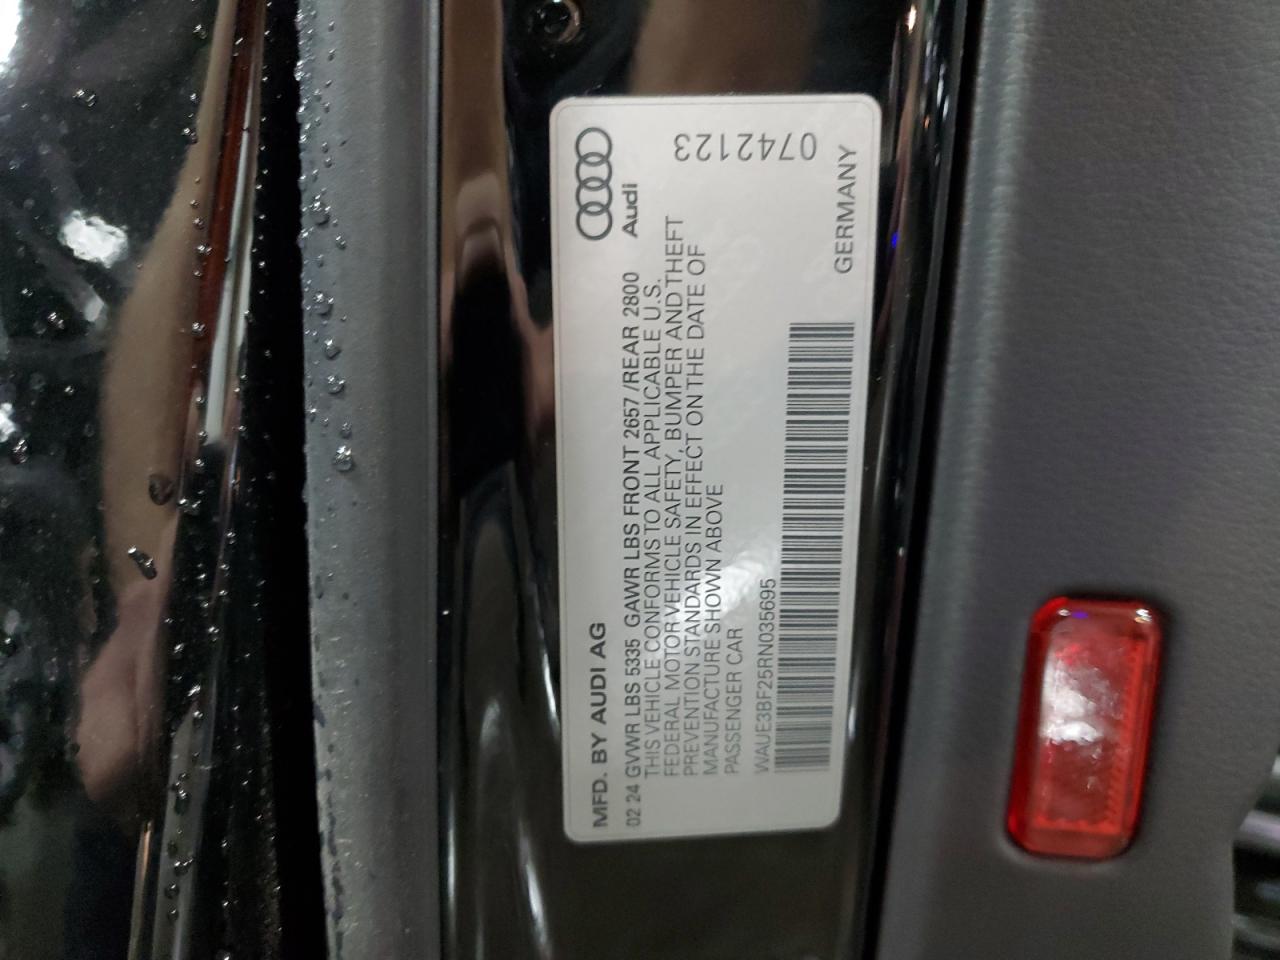 MFD. BY AUDI AG
Audi
02 24 GVWR LBS 5335 GAWR LBS FRONT 2657 /REAR 2800
THIS VEHICLE CONFORMS TO ALL APPLICABLE U.S.
FEDERAL MOTOR VEHICLE SAFETY, BUMPER AND THEFT
PREVENTION STANDARDS IN EFFECT ON THE DATE OF
MANUFACTURE SHOWN ABOVE
PASSENGER CAR
0742123
WAUE3BF25RN035695
GERMANY